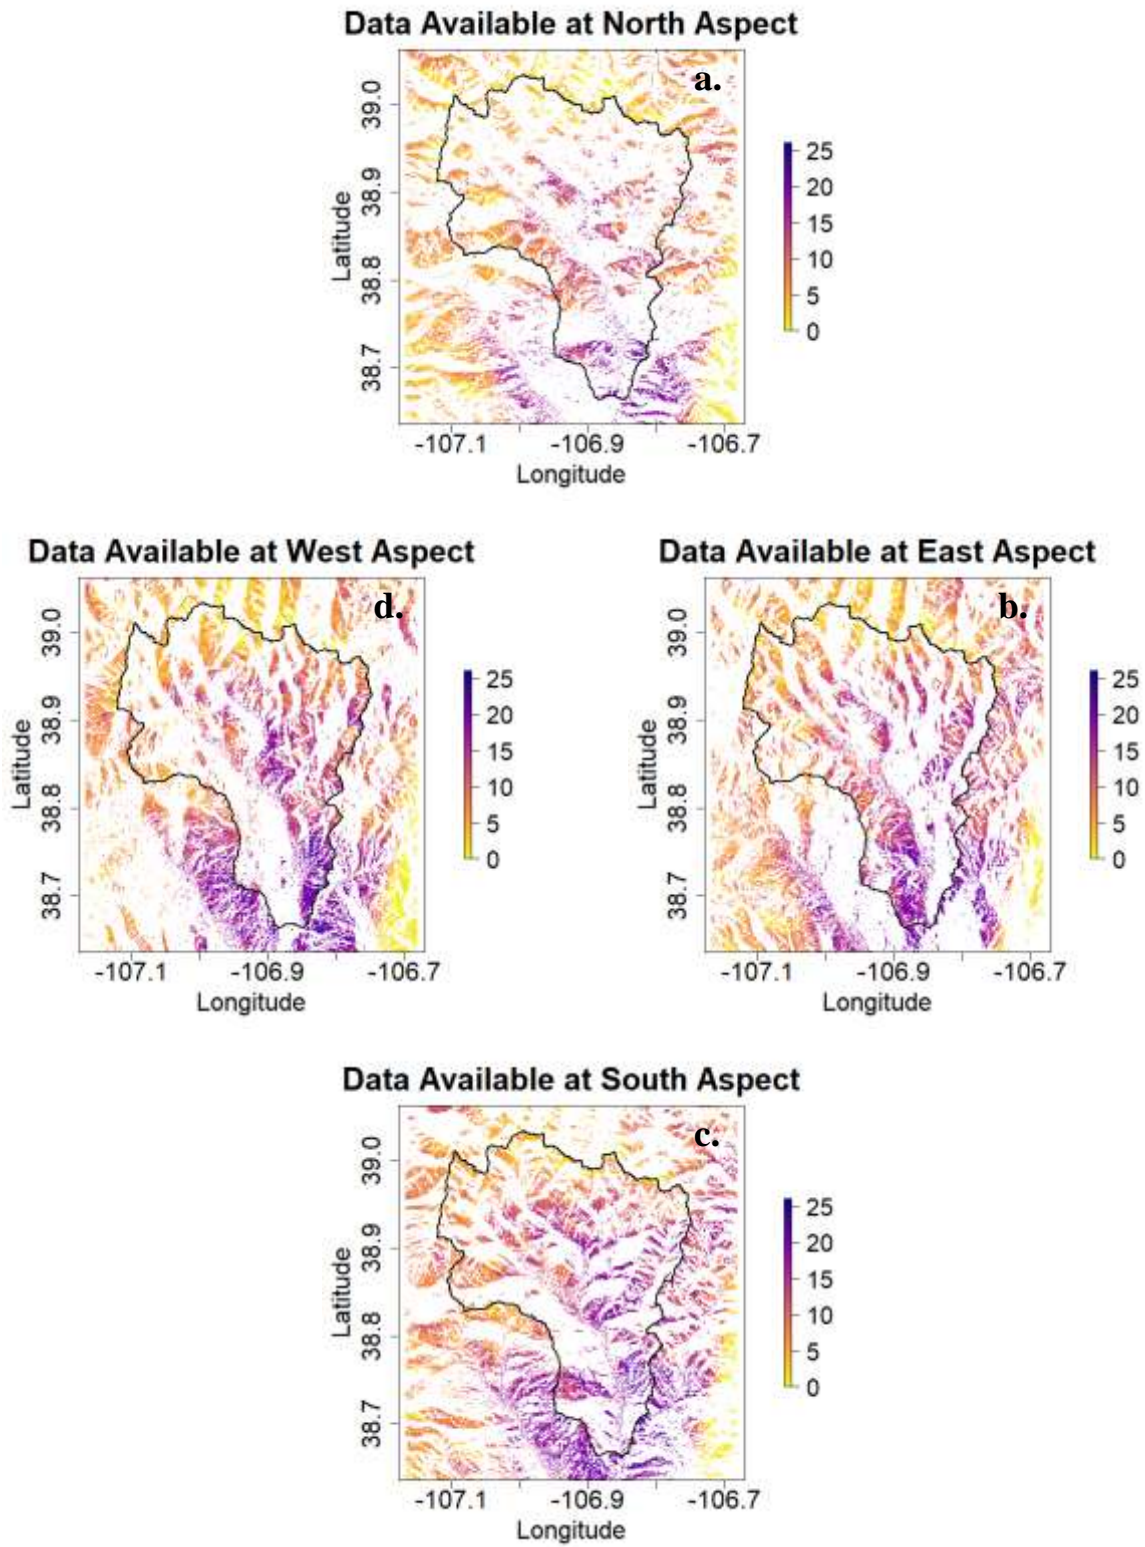 Data Available at North Aspect
a.
39.0
38.9
38.8
38.7
Latitude
-107.1 -106.9 -106.7
Longitude
25
20
15
10
5
0
Data Available at West Aspect
d.
39.0
38.9
38.8
38.7
Latitude
-107.1 -106.9 -106.7
Longitude
25
20
15
10
5
0
Data Available at East Aspect
b.
39.0
38.9
38.8
38.7
Latitude
-107.1 -106.9 -106.7
Longitude
25
20
15
10
5
0
Data Available at South Aspect
c.
39.0
38.9
38.8
38.7
Latitude
-107.1 -106.9 -106.7
Longitude
25
20
15
10
5
0